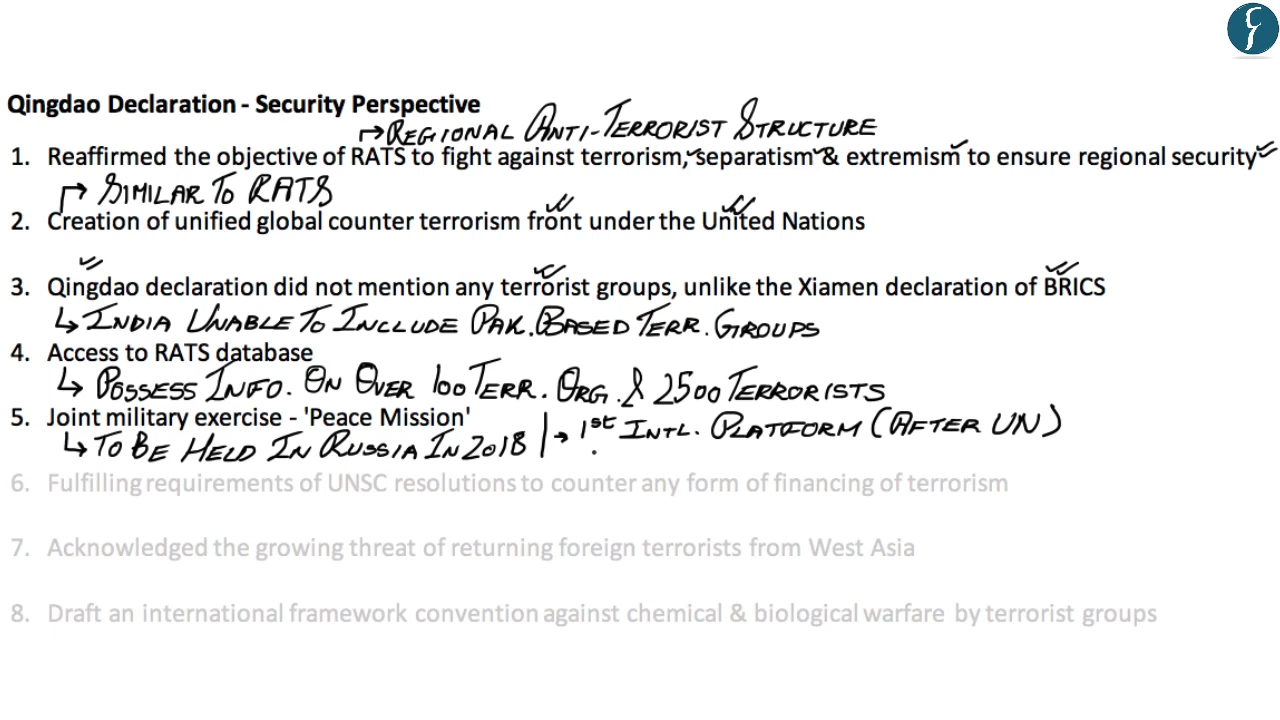 Qingdao Declaration - Security Perspective
→ REGIONAL ANTI-TERRORIST STRUCTURE
1. Reaffirmed the objective of RATS to fight against terrorism, separatism & extremism to ensure regional security
→ SIMILAR TO RATS
2. Creation of unified global counter terrorism front under the United Nations
3. Qingdao declaration did not mention any terrorist groups, unlike the Xiamen declaration of BRICS
↳ INDIA UNABLE TO INCLUDE PAK. BASED TERR. GROUPS
4. Access to RATS database
↳ POSSESS INFO. ON OVER 100 TERR. ORG. & 2500 TERRORISTS
5. Joint military exercise - 'Peace Mission'
↳ TO BE HELD IN RUSSIA IN 2018 | → 1st INTL. PLATFORM (AFTER UN)
6. Fulfilling requirements of UNSC resolutions to counter any form of financing of terrorism
7. Acknowledged the growing threat of returning foreign terrorists from West Asia
8. Draft an international framework convention against chemical & biological warfare by terrorist groups